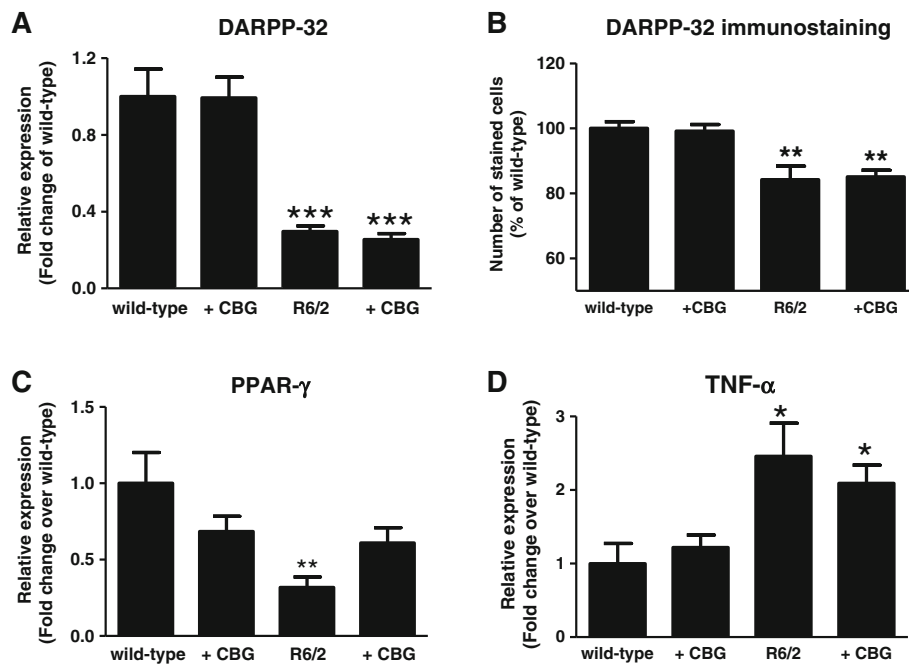 A
DARPP-32
Relative expression
(Fold change of wild-type)
1.2
0.8
0.4
0.0
***
***
wild-type + CBG R6/2 + CBG
B
DARPP-32 immunostaining
Number of stained cells
(% of wild-type)
120
100
80
60
**
**
wild-type +CBG R6/2 +CBG
C
PPAR-γ
Relative expression
(Fold change over wild-type)
1.5
1.0
0.5
0.0
**
wild-type + CBG R6/2 + CBG
D
TNF-α
Relative expression
(Fold change over wild-type)
3
2
1
0
*
*
wild-type + CBG R6/2 + CBG